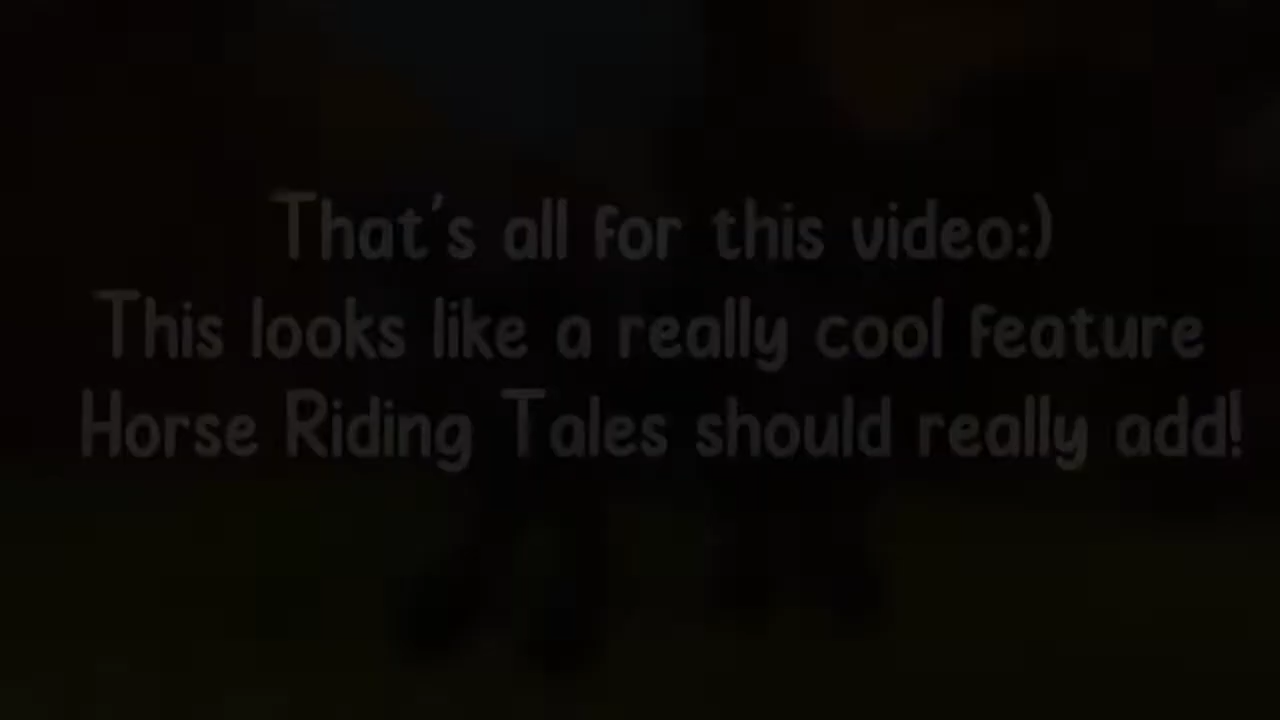 That's all for this video:)
This looks like a really cool feature
Horse Riding Tales should really add!